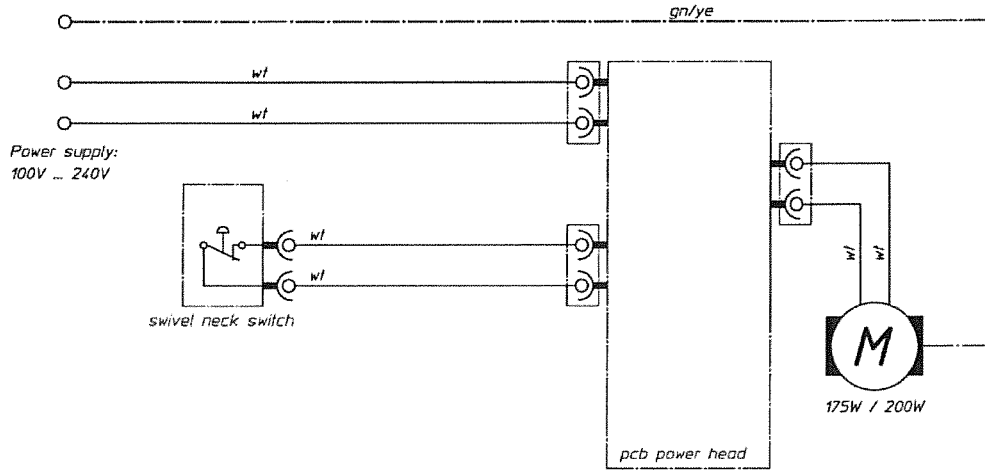 gn/ye
wt
wt
Power supply:
100V ... 240V
wt
wt
swivel neck switch
wt
wt
M
175W / 200W
pcb power head